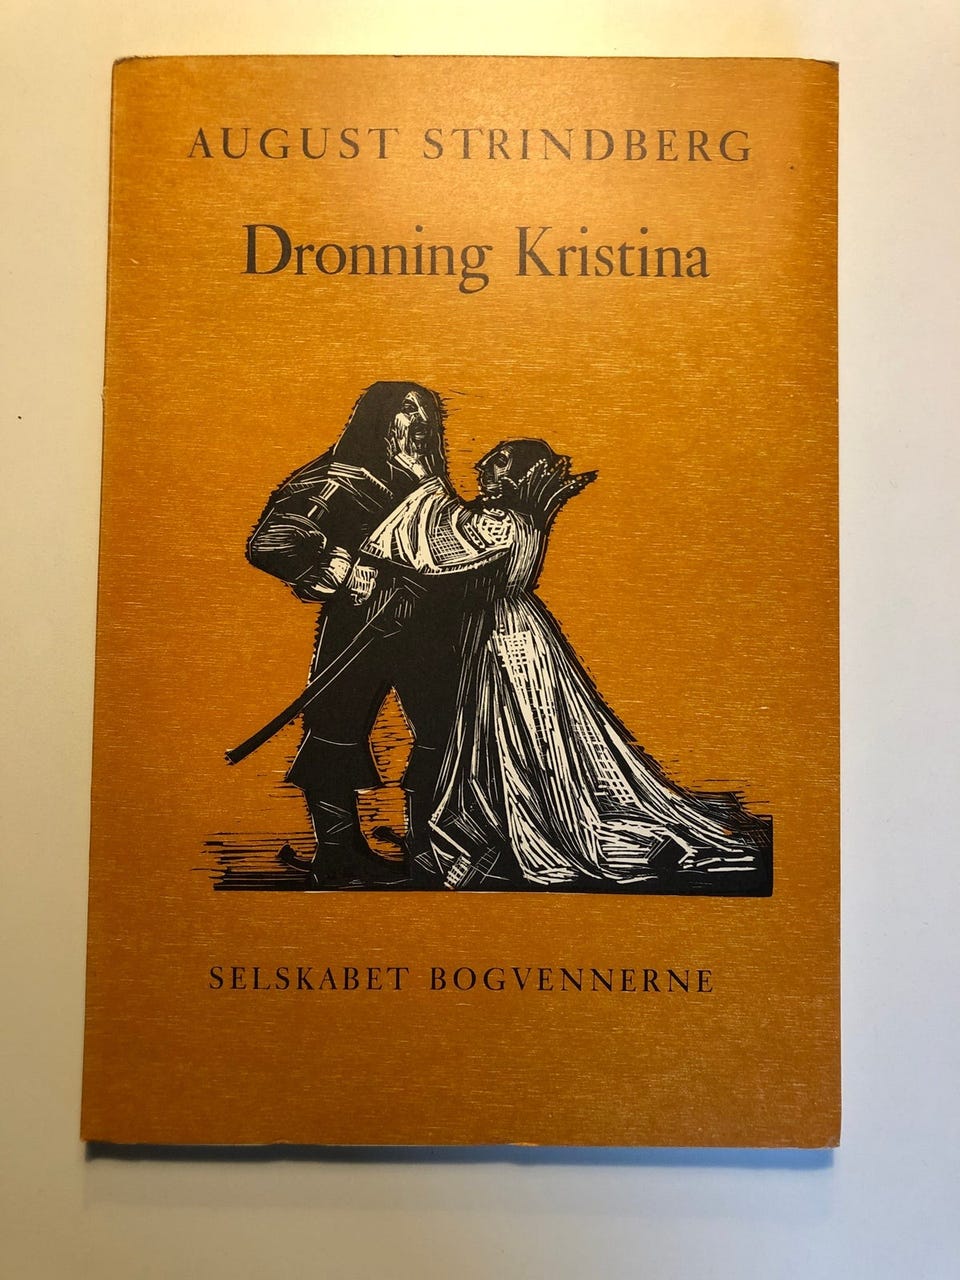 AUGUST STRINDBERG
Dronning Kristina
SELSKABET BOGVENNERNE